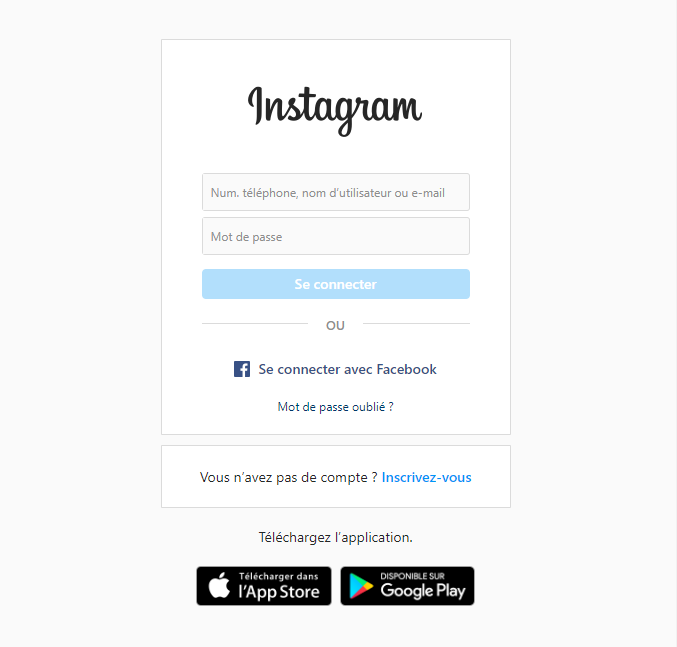 Instagram
Num. téléphone, nom d’utilisateur ou e-mail
Mot de passe
Se connecter
OU
Se connecter avec Facebook
Mot de passe oublié ?
Vous n’avez pas de compte ? Inscrivez-vous
Téléchargez l’application.
Télécharger dans
l’App Store
DISPONIBLE SUR
Google Play